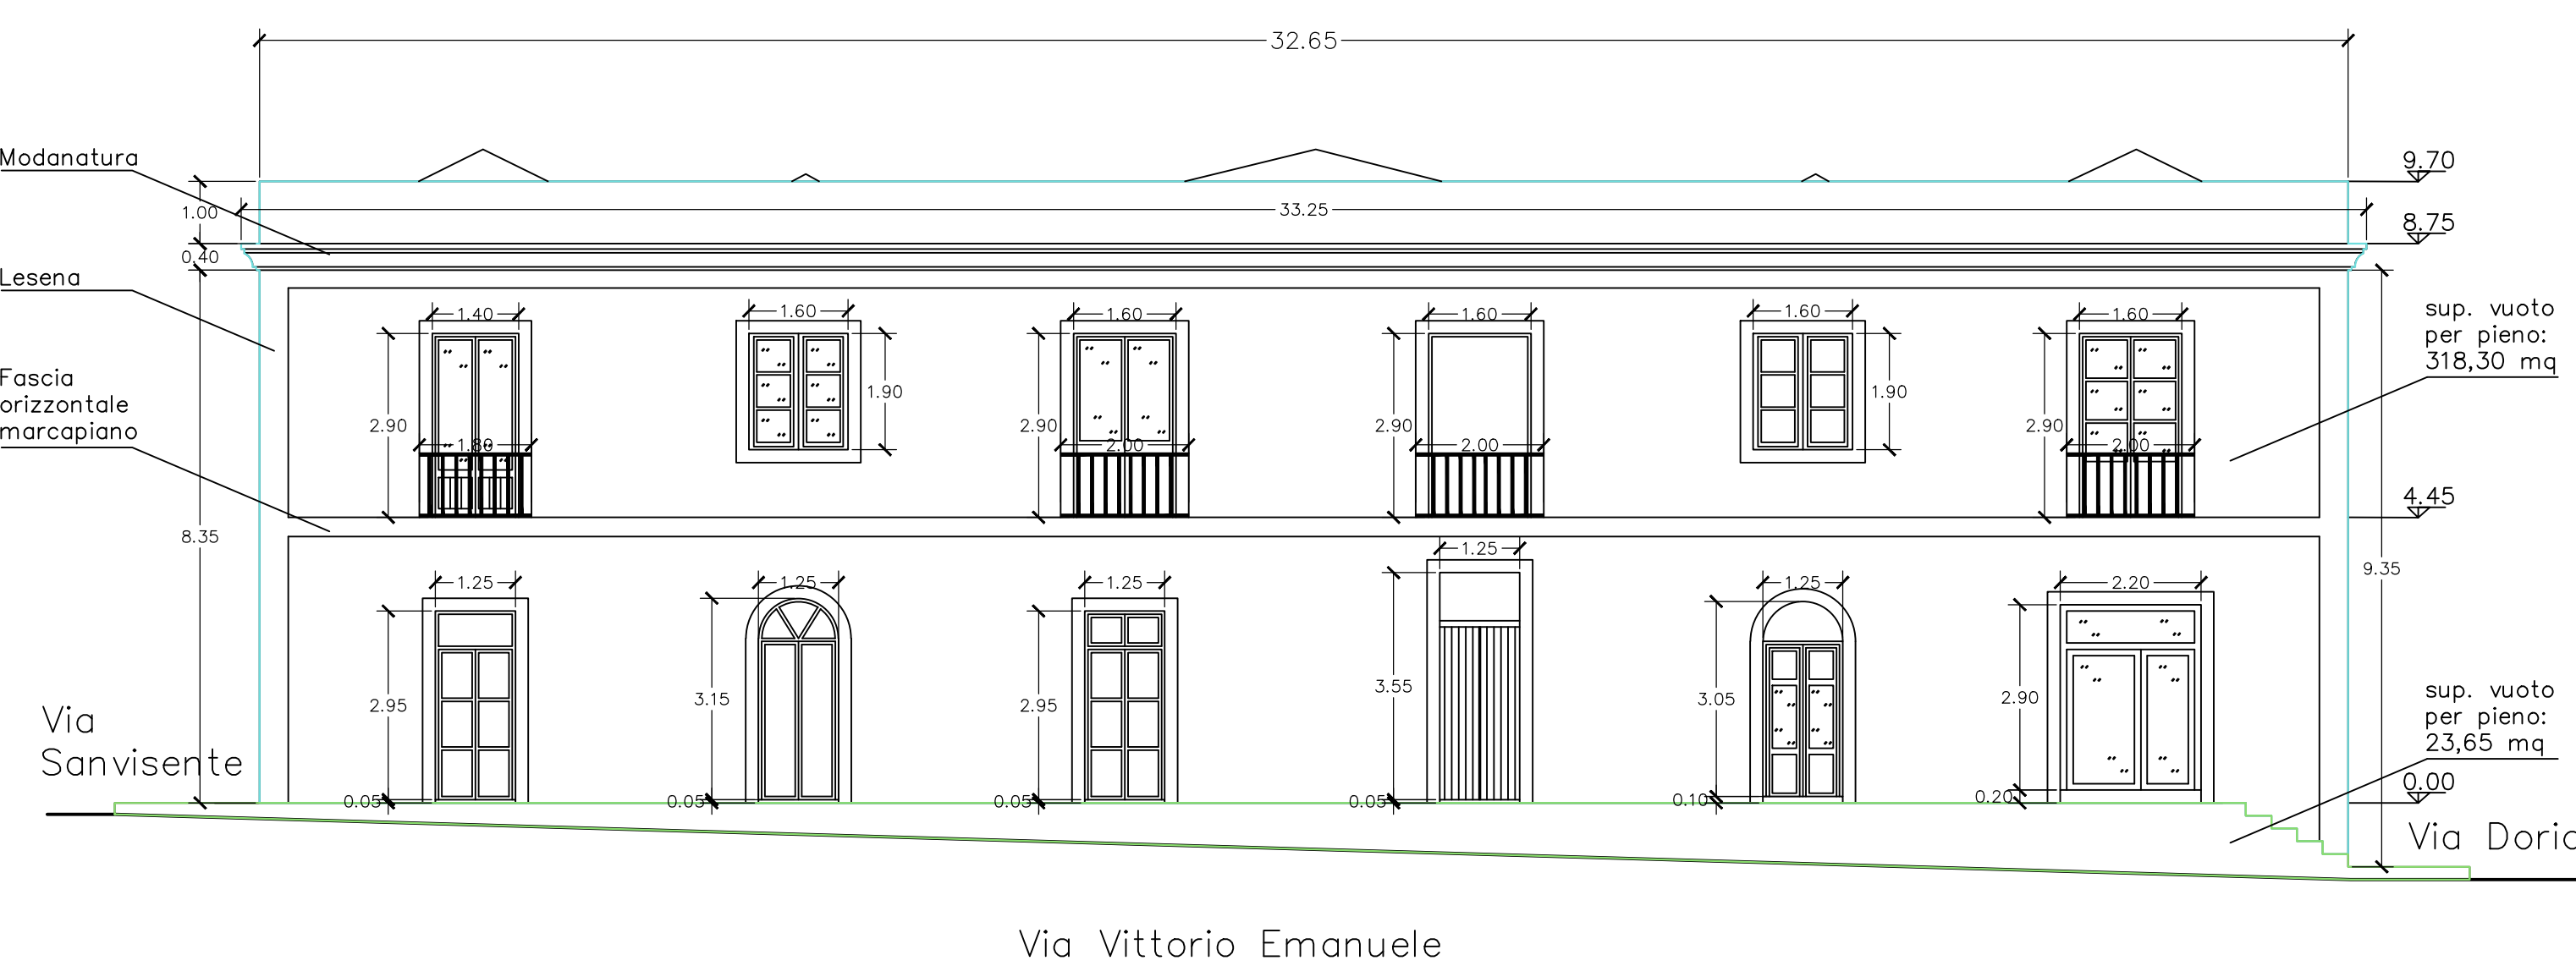 32.65
Modanatura
9.70
1.00
33.25
8.75
0.40
Lesena
1.40
1.60
1.60
1.60
1.60
1.60
sup. vuoto
per pieno:
318,30 mq
Fascia
orizzontale
marcapiano
2.90
1.90
2.90
2.90
1.90
2.90
1.80
2.00
2.00
2.00
4.45
8.35
1.25
9.35
1.25
1.25
1.25
1.25
2.20
2.95
3.15
2.95
3.55
3.05
2.90
sup. vuoto
per pieno:
23,65 mq
Via
Sanvisente
0.00
0.05
0.05
0.05
0.05
0.10
0.20
Via Doric
Via Vittorio Emanuele